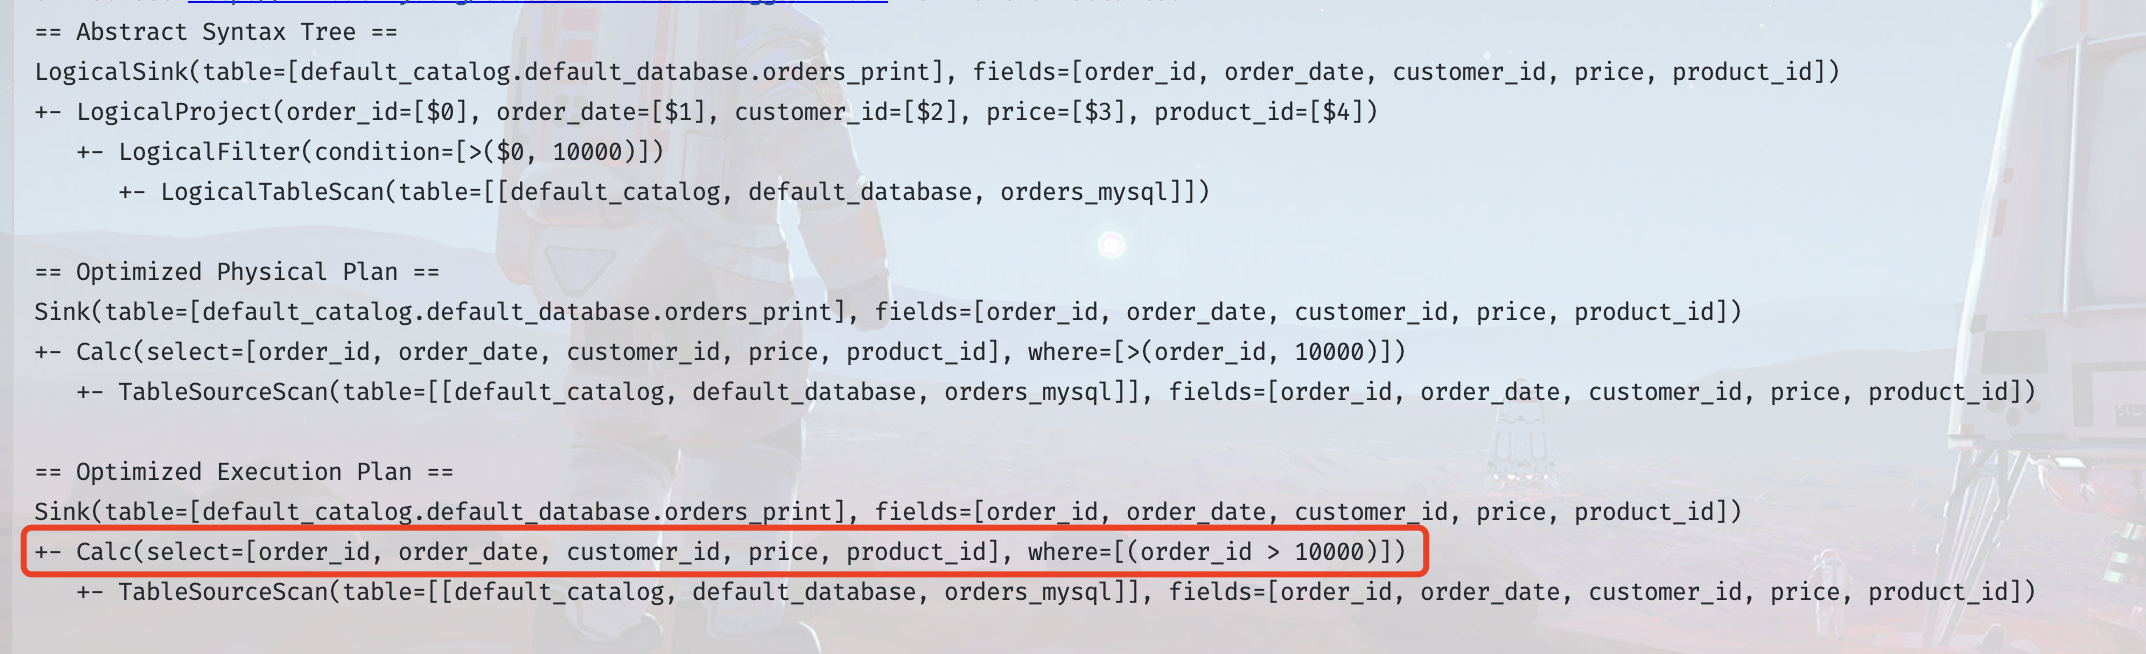 == Abstract Syntax Tree ==
LogicalSink(table=[default_catalog.default_database.orders_print], fields=[order_id, order_date, customer_id, price, product_id])
+- LogicalProject(order_id=[$0], order_date=[$1], customer_id=[$2], price=[$3], product_id=[$4])
   +- LogicalFilter(condition=[>($0, 10000)])
      +- LogicalTableScan(table=[[default_catalog, default_database, orders_mysql]])
== Optimized Physical Plan ==
Sink(table=[default_catalog.default_database.orders_print], fields=[order_id, order_date, customer_id, price, product_id])
+- Calc(select=[order_id, order_date, customer_id, price, product_id], where=[>(order_id, 10000)])
   +- TableSourceScan(table=[[default_catalog, default_database, orders_mysql]], fields=[order_id, order_date, customer_id, price, product_id])
== Optimized Execution Plan ==
Sink(table=[default_catalog.default_database.orders_print], fields=[order_id, order_date, customer_id, price, product_id])
+- Calc(select=[order_id, order_date, customer_id, price, product_id], where=[(order_id > 10000)])
   +- TableSourceScan(table=[[default_catalog, default_database, orders_mysql]], fields=[order_id, order_date, customer_id, price, product_id])